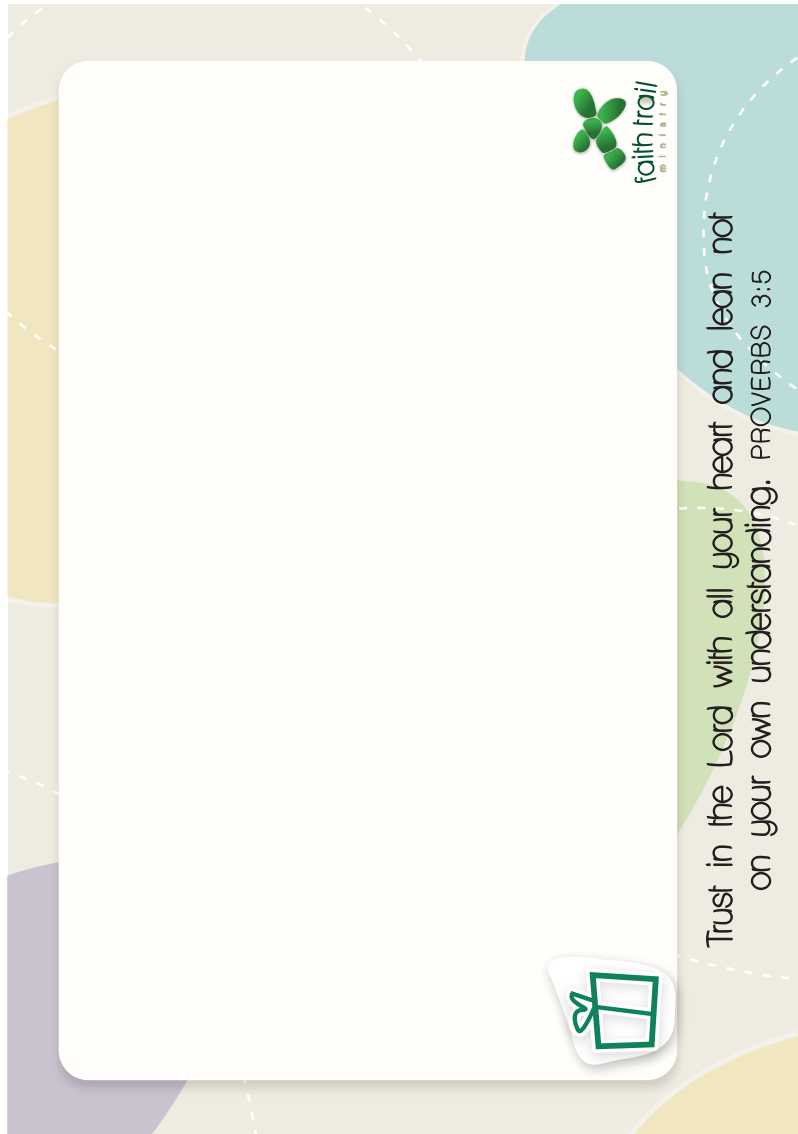 faith trail
ministry
Trust in the Lord with all your heart and lean not
on your own understanding. PROVERBS 3:5